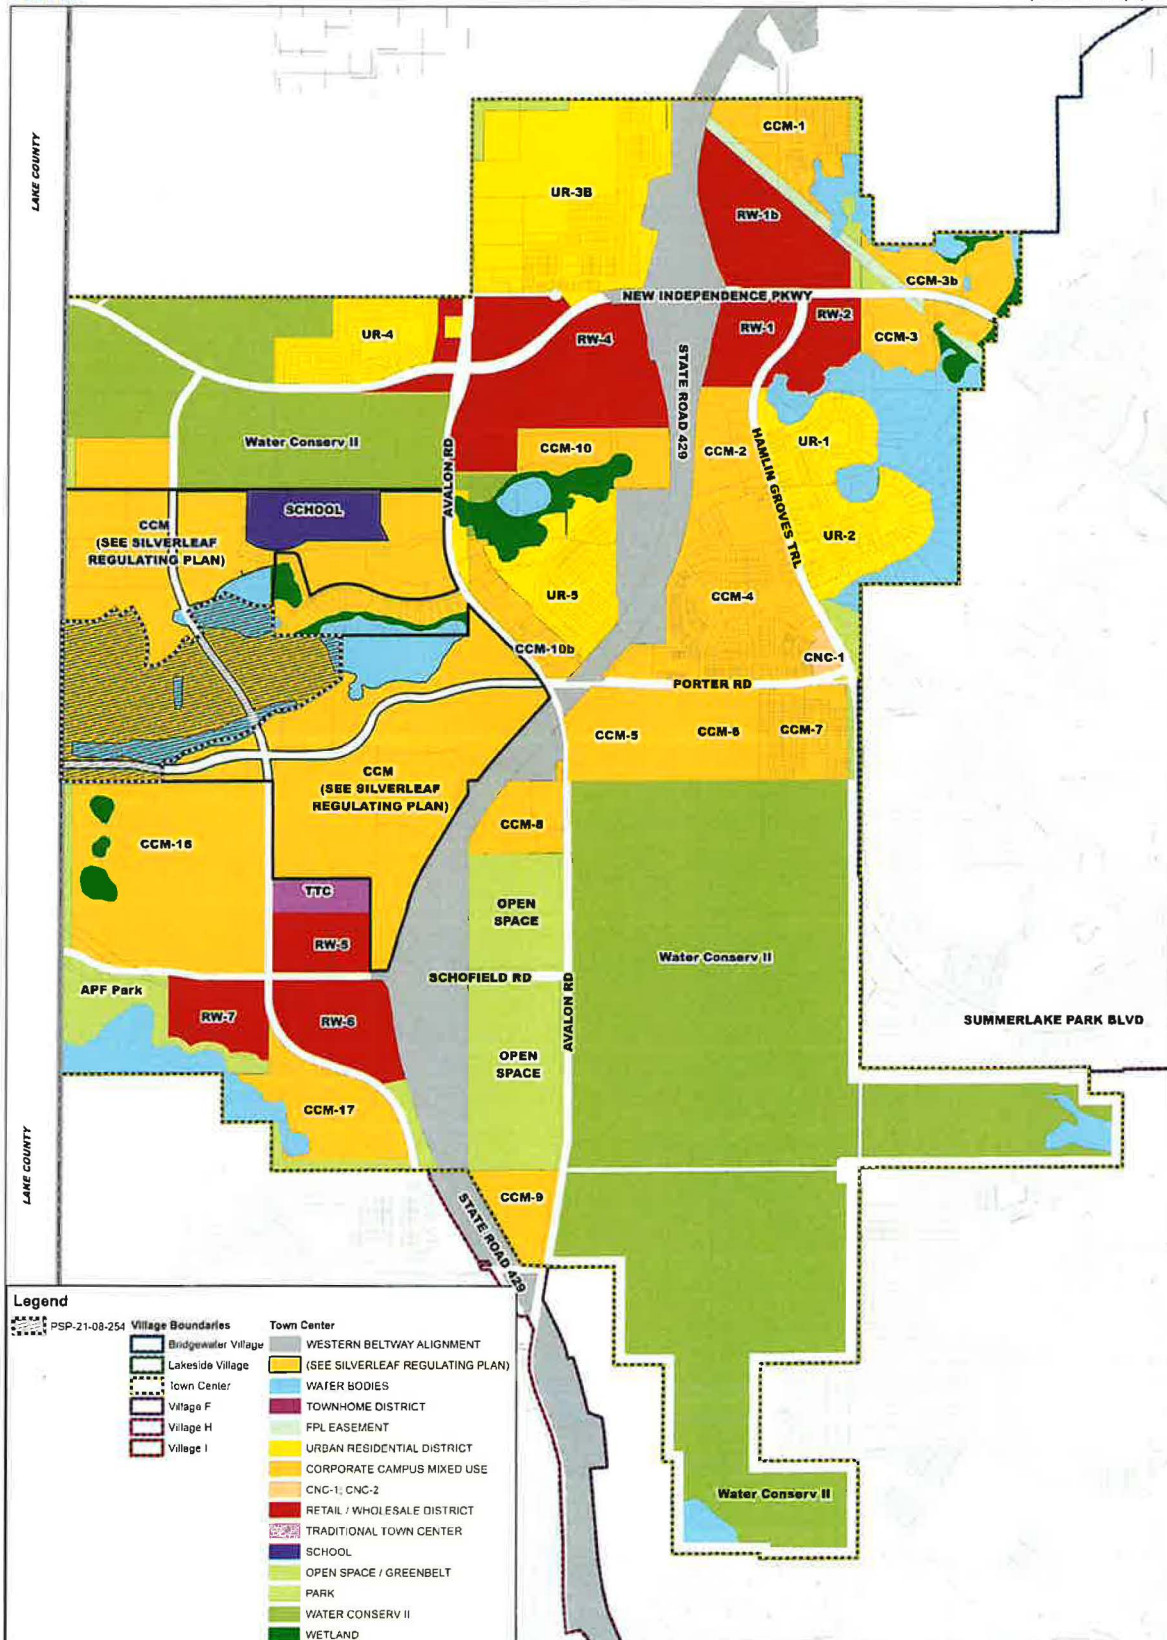 LAKE COUNTY
CCM-1
UR-3B
RW-1b
CCM-3b
NEW INDEPENDENCE PKWY
RW-2
RW-1
CCM-3
UR-4
RW-4
STATE ROAD 429
Water Conserv II
AVALON RD
CCM-10
CCM-2
UR-1
HAMLIN GROVES TRL
SCHOOL
CCM
(SEE SILVERLEAF
REGULATING PLAN)
UR-2
UR-5
CCM-4
CCM-10b
CNC-1
PORTER RD
CCM-5
CCM-6
CCM-7
CCM
(SEE SILVERLEAF
REGULATING PLAN)
CCM-8
CCM-16
TTC
OPEN
SPACE
RW-5
Water Conserv II
SCHOFIELD RD
APF Park
RW-7
RW-6
AVALON RD
SUMMERLAKE PARK BLVD
OPEN
SPACE
CCM-17
LAKE COUNTY
CCM-9
STATE ROAD 429
Water Conserv II
Legend
PSP-21-08-254
Village Boundaries
Bridgewater Village
Lakeside Village
Town Center
Village F
Village H
Village I
Town Center
WESTERN BELTWAY ALIGNMENT
(SEE SILVERLEAF REGULATING PLAN)
WATER BODIES
TOWNHOME DISTRICT
FPL EASEMENT
URBAN RESIDENTIAL DISTRICT
CORPORATE CAMPUS MIXED USE
CNC-1; CNC-2
RETAIL / WHOLESALE DISTRICT
TRADITIONAL TOWN CENTER
SCHOOL
OPEN SPACE / GREENBELT
PARK
WATER CONSERV II
WETLAND